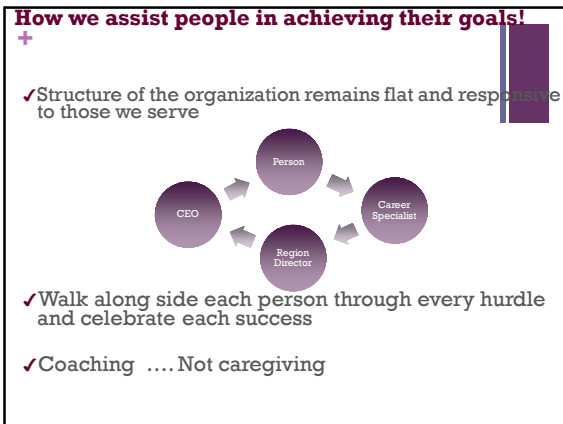 How we assist people in achieving their goals!
+
✓Structure of the organization remains flat and responsive
to those we serve
Person
CEO
Career
Specialist
Region
Director
✓Walk along side each person through every hurdle
and celebrate each success
✓Coaching ....Not caregiving